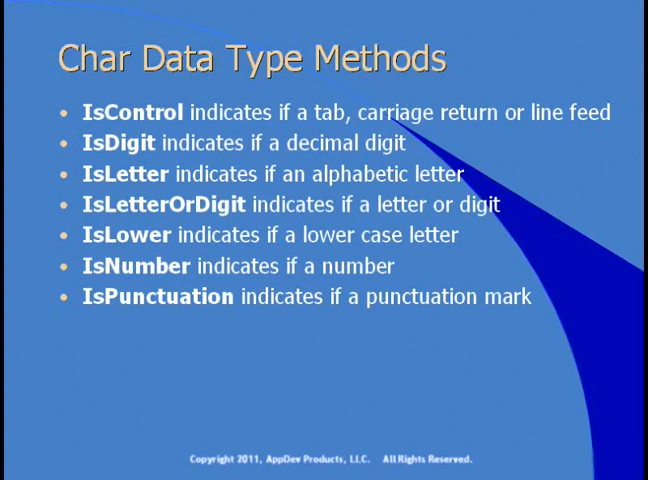 Char Data Type Methods
• IsControl indicates if a tab, carriage return or line feed
• IsDigit indicates if a decimal digit
• IsLetter indicates if an alphabetic letter
• IsLetterOrDigit indicates if a letter or digit
• IsLower indicates if a lower case letter
• IsNumber indicates if a number
• IsPunctuation indicates if a punctuation mark
Copyright 2011, AppDev Products, LLC. All Rights Reserved.